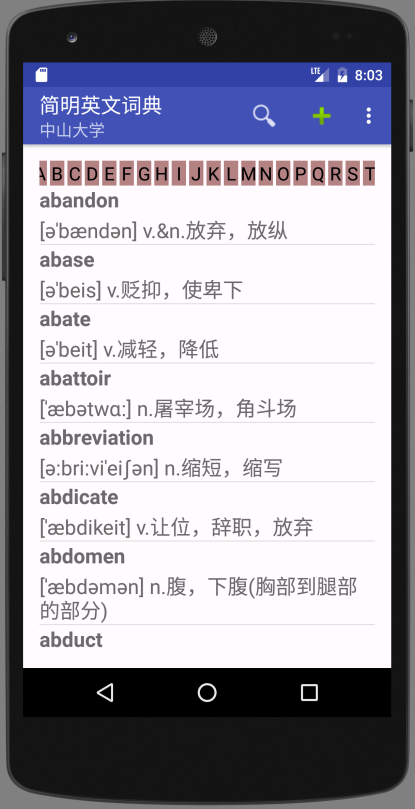 LTE 8:03
简明英文词典
中山大学
A B C D E F G H I J K L M N O P Q R S T
abandon
[ə'bændən] v.&n.放弃，放纵
abase
[ə'beis] v.贬抑，使卑下
abate
[ə'beit] v.减轻，降低
abattoir
['æbətwɑ:] n.屠宰场，角斗场
abbreviation
[ə:bri:vi'eiʃən] n.缩短，缩写
abdicate
['æbdikeit] v.让位，辞职，放弃
abdomen
['æbdəmən] n.腹，下腹(胸部到腿部
的部分)
abduct